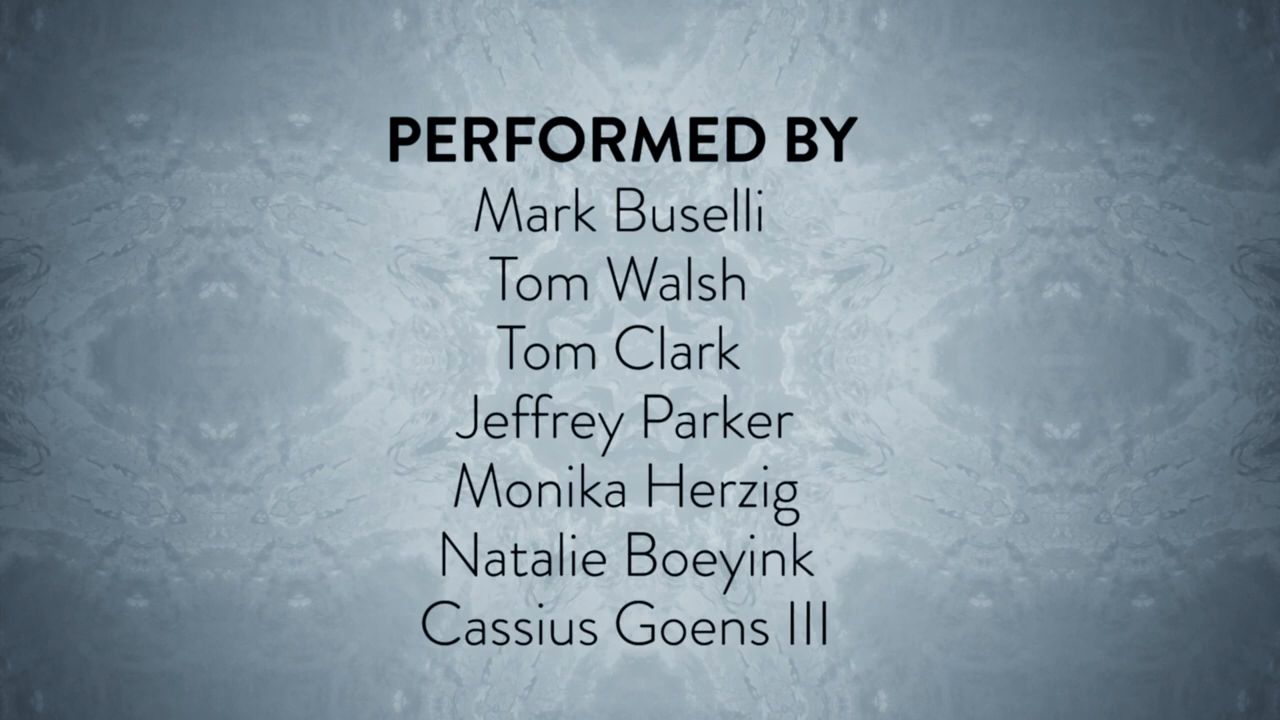 PERFORMED BY
Mark Buselli
Tom Walsh
Tom Clark
Jeffrey Parker
Monika Herzig
Natalie Boeyink
Cassius Goens III